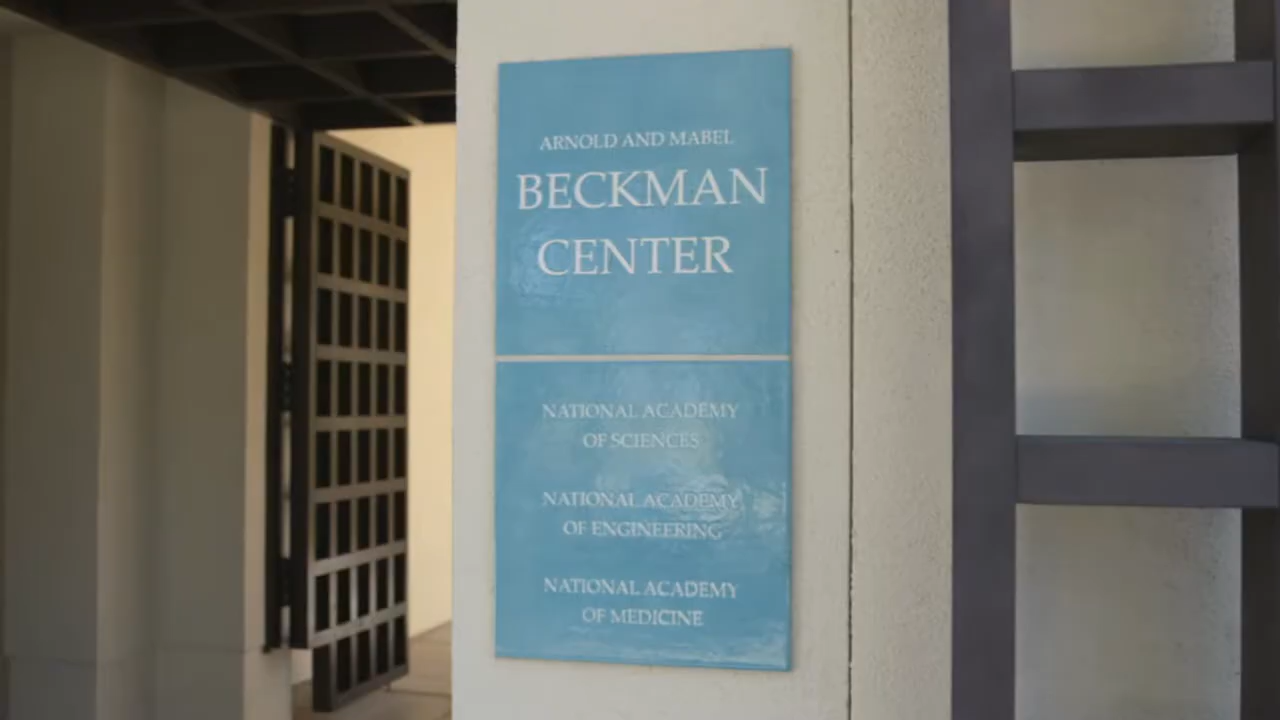 ARNOLD AND MABEL
BECKMAN
CENTER
NATIONAL ACADEMY
OF SCIENCES
NATIONAL ACADEMY
OF ENGINEERING
NATIONAL ACADEMY
OF MEDICINE